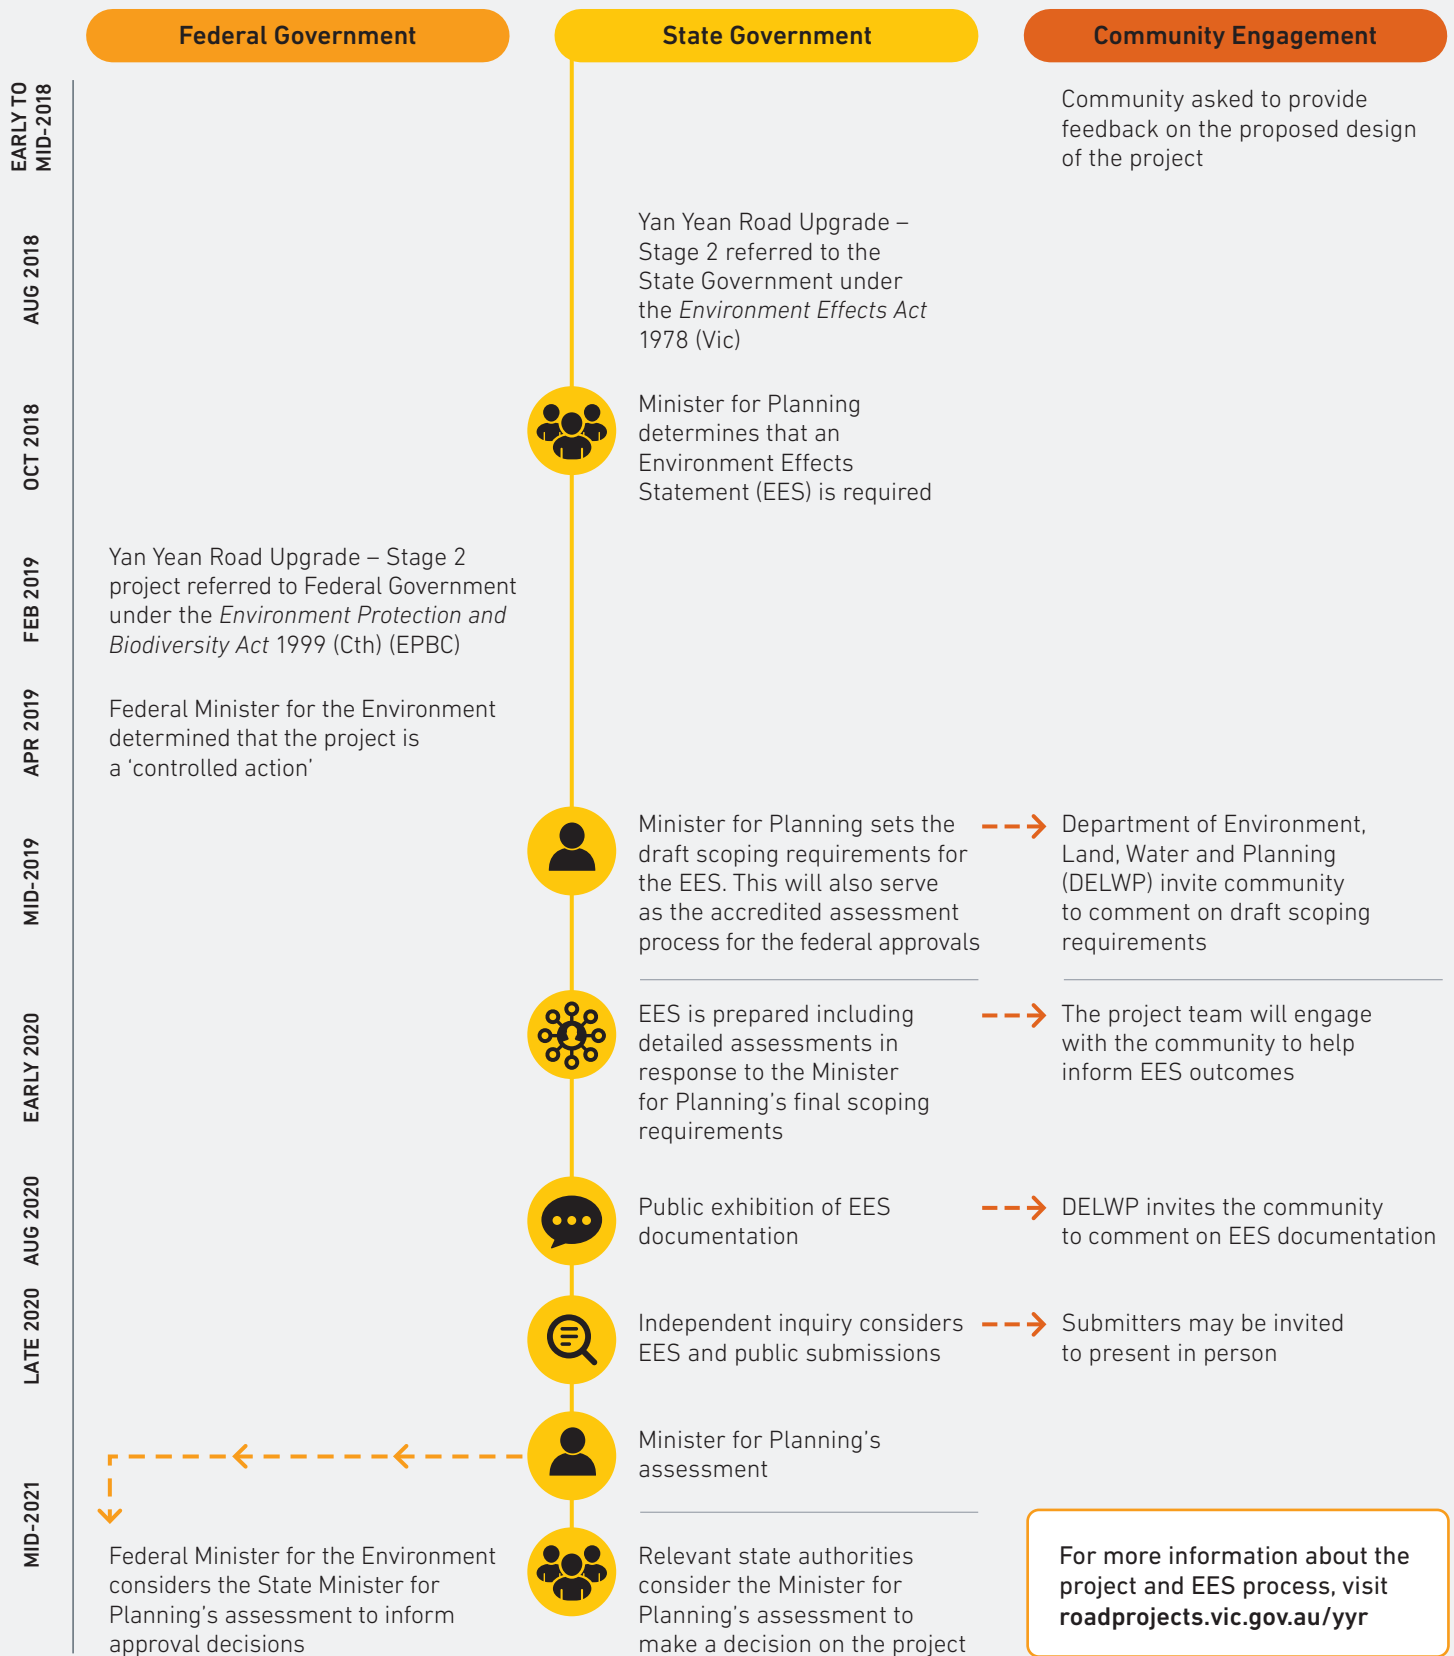 Federal Government
State Government
Community Engagement
EARLY TO
MID-2018
Community asked to provide
feedback on the proposed design
of the project
AUG 2018
Yan Yean Road Upgrade –
Stage 2 referred to the
State Government under
the Environment Effects Act
1978 (Vic)
OCT 2018
Minister for Planning
determines that an
Environment Effects
Statement (EES) is required
FEB 2019
Yan Yean Road Upgrade – Stage 2
project referred to Federal Government
under the Environment Protection and
Biodiversity Act 1999 (Cth) (EPBC)
APR 2019
Federal Minister for the Environment
determined that the project is
a ‘controlled action’
MID-2019
Minister for Planning sets the
draft scoping requirements for
the EES. This will also serve
as the accredited assessment
process for the federal approvals
Department of Environment,
Land, Water and Planning
(DELWP) invite community
to comment on draft scoping
requirements
EARLY 2020
EES is prepared including
detailed assessments in
response to the Minister
for Planning’s final scoping
requirements
The project team will engage
with the community to help
inform EES outcomes
AUG 2020
Public exhibition of EES
documentation
DELWP invites the community
to comment on EES documentation
LATE 2020
Independent inquiry considers
EES and public submissions
Submitters may be invited
to present in person
MID-2021
Minister for Planning’s
assessment
Federal Minister for the Environment
considers the State Minister for
Planning’s assessment to inform
approval decisions
Relevant state authorities
consider the Minister for
Planning’s assessment to
make a decision on the project
For more information about the
project and EES process, visit
roadprojects.vic.gov.au/yyr